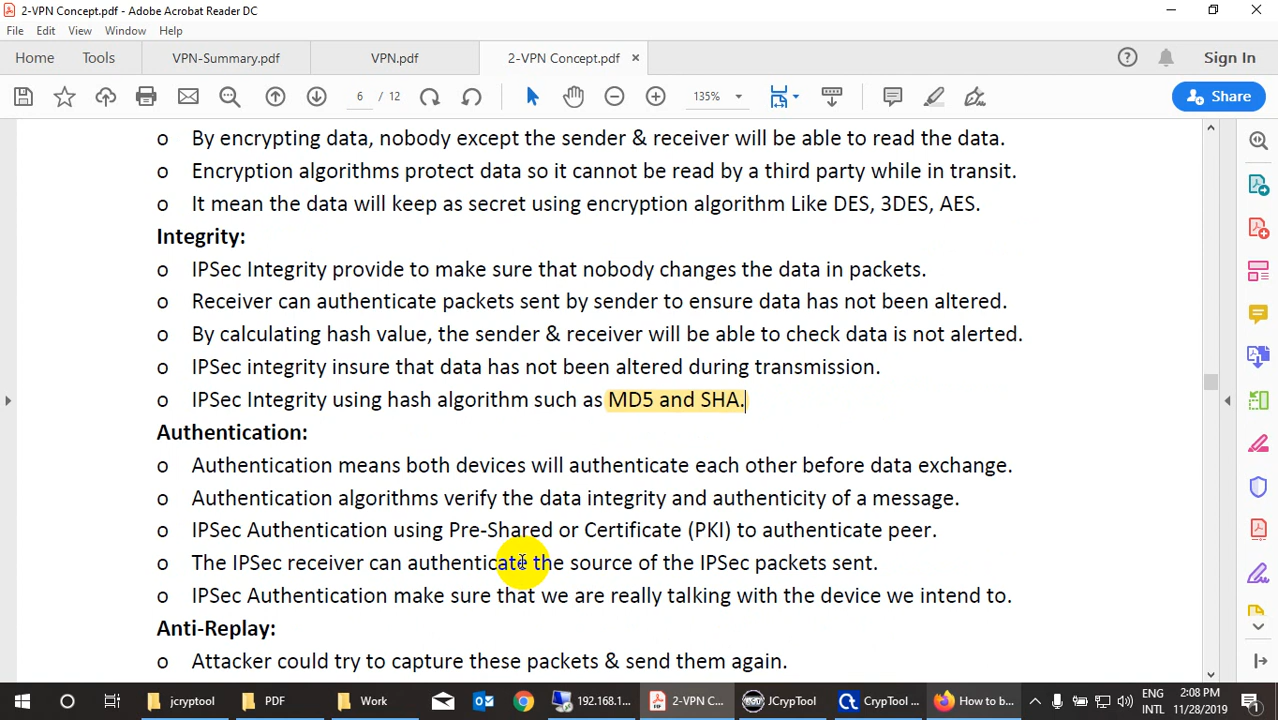 2-VPN Concept.pdf - Adobe Acrobat Reader DC
File Edit View Window Help
Home Tools VPN-Summary.pdf VPN.pdf 2-VPN Concept.pdf × Sign In
6 / 12 135% Share
o By encrypting data, nobody except the sender & receiver will be able to read the data.
o Encryption algorithms protect data so it cannot be read by a third party while in transit.
o It mean the data will keep as secret using encryption algorithm Like DES, 3DES, AES.
Integrity:
o IPSec Integrity provide to make sure that nobody changes the data in packets.
o Receiver can authenticate packets sent by sender to ensure data has not been altered.
o By calculating hash value, the sender & receiver will be able to check data is not alerted.
o IPSec integrity insure that data has not been altered during transmission.
o IPSec Integrity using hash algorithm such as MD5 and SHA.
Authentication:
o Authentication means both devices will authenticate each other before data exchange.
o Authentication algorithms verify the data integrity and authenticity of a message.
o IPSec Authentication using Pre-Shared or Certificate (PKI) to authenticate peer.
o The IPSec receiver can authenticate the source of the IPSec packets sent.
o IPSec Authentication make sure that we are really talking with the device we intend to.
Anti-Replay:
o Attacker could try to capture these packets & send them again.
jcryptool PDF Work 192.168.1... 2-VPN C... JCrypTool CrypTool ... How to b... ENG 2:08 PM
INTL 11/28/2019 1